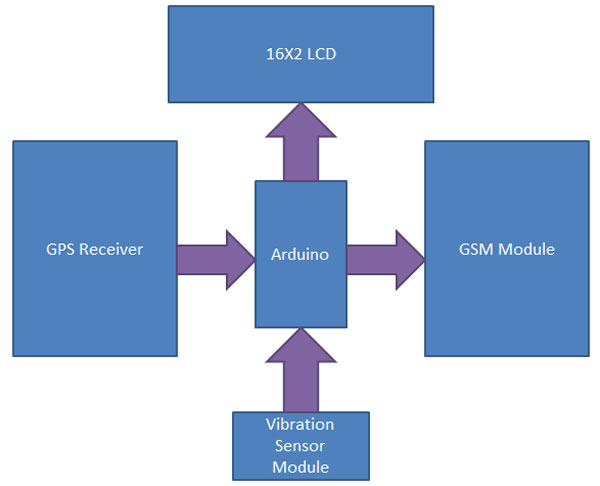 16X2 LCD
GPS Receiver
Arduino
GSM Module
Vibration
Sensor
Module